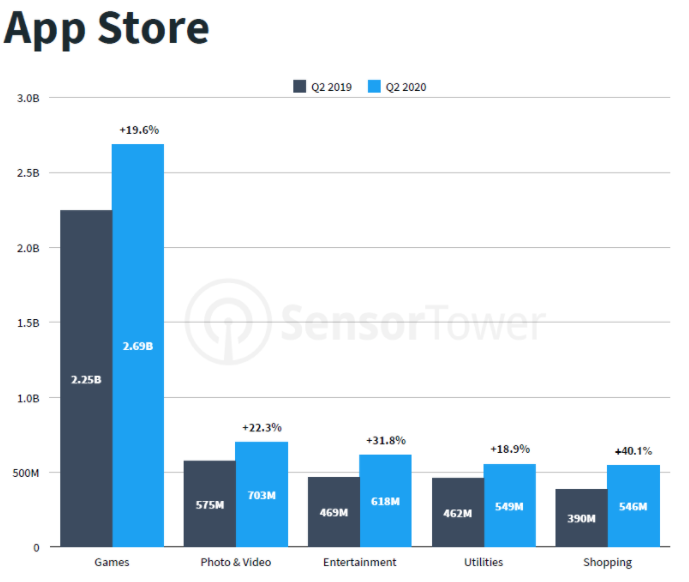 App Store
Q2 2019 Q2 2020
3.0B
+19.6%
2.5B
2.0B
SensorTower
1.5B
2.69B
2.25B
1.0B
+22.3% +31.8% +18.9% +40.1%
500M
575M 703M 469M 618M 462M 549M 390M 546M
0
Games Photo & Video Entertainment Utilities Shopping